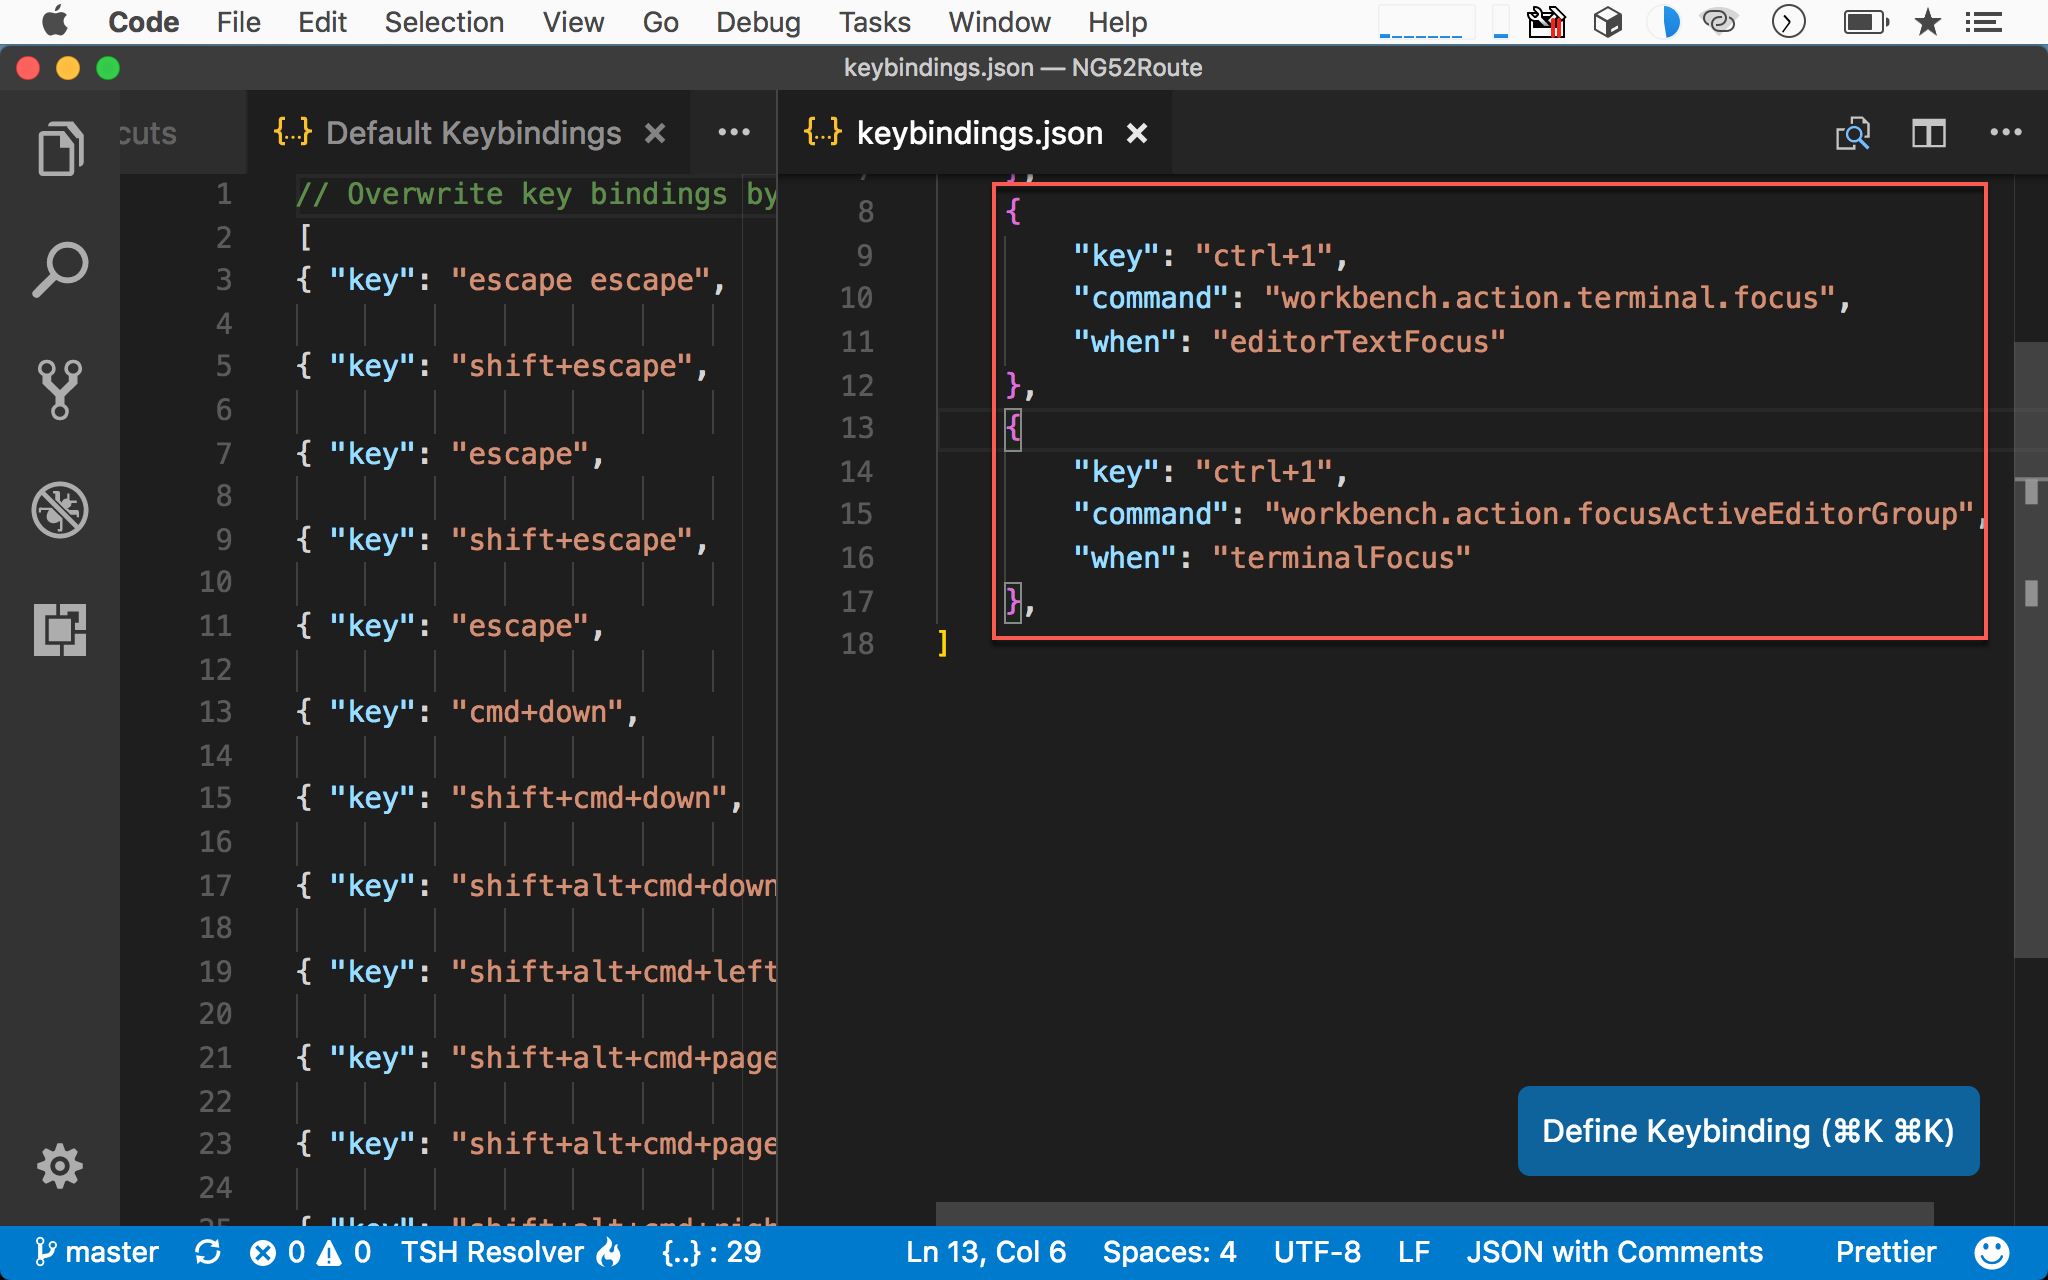 Code File Edit Selection View Go Debug Tasks Window Help
keybindings.json — NG52Route
cuts
{...} Default Keybindings ×
{...} keybindings.json ×
1 // Overwrite key bindings by
2 [
3 { "key": "escape escape",
4
5 { "key": "shift+escape",
6
7 { "key": "escape",
8
9 { "key": "shift+escape",
10
11 { "key": "escape",
12
13 { "key": "cmd+down",
14
15 { "key": "shift+cmd+down",
16
17 { "key": "shift+alt+cmd+down
18
19 { "key": "shift+alt+cmd+left
20
21 { "key": "shift+alt+cmd+page
22
23 { "key": "shift+alt+cmd+page
24
},
8 {
9 "key": "ctrl+1",
10 "command": "workbench.action.terminal.focus",
11 "when": "editorTextFocus"
12 },
13 {
14 "key": "ctrl+1",
15 "command": "workbench.action.focusActiveEditorGroup",
16 "when": "terminalFocus"
17 },
18 ]
Define Keybinding (⌘K ⌘K)
master 0 0 TSH Resolver {..} : 29 Ln 13, Col 6 Spaces: 4 UTF-8 LF JSON with Comments Prettier